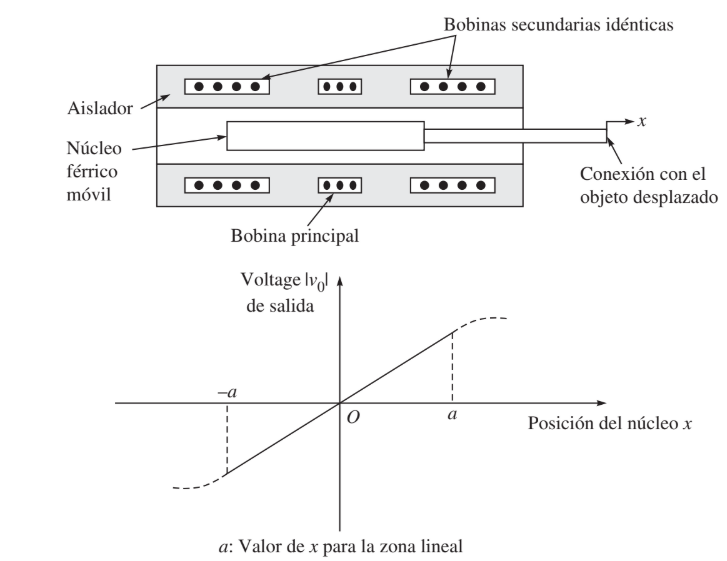 Bobinas secundarias idénticas
Aislador
x
Núcleo
férrico
móvil
Conexión con el
objeto desplazado
Bobina principal
Voltage |v₀|
de salida
–a
O
a
Posición del núcleo x
a: Valor de x para la zona lineal